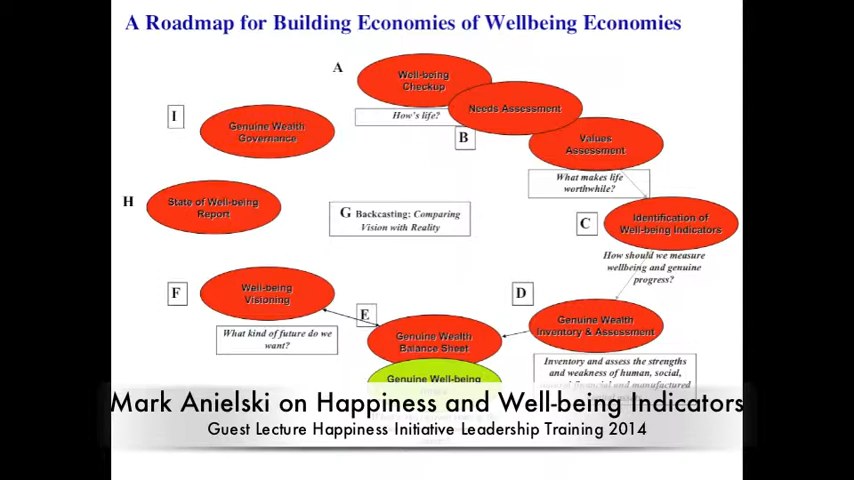 A Roadmap for Building Economies of Wellbeing Economies
A
Well-being
Checkup
How's life?
Needs Assessment
B
Values
Assessment
What makes life
worthwhile?
I
Genuine Wealth
Governance
H
State of Well-being
Report
G Backcasting: Comparing
Vision with Reality
C
Identification of
Well-being Indicators
How should we measure
wellbeing and genuine
progress?
F
Well-being
Visioning
What kind of future do we
want?
E
Genuine Wealth
Balance Sheet
Genuine Well-being
D
Genuine Wealth
Inventory & Assessment
Inventory and assess the strengths
and weakness of human, social,
financial and manufactured
Mark Anielski on Happiness and Well-being Indicators
Guest Lecture Happiness Initiative Leadership Training 2014